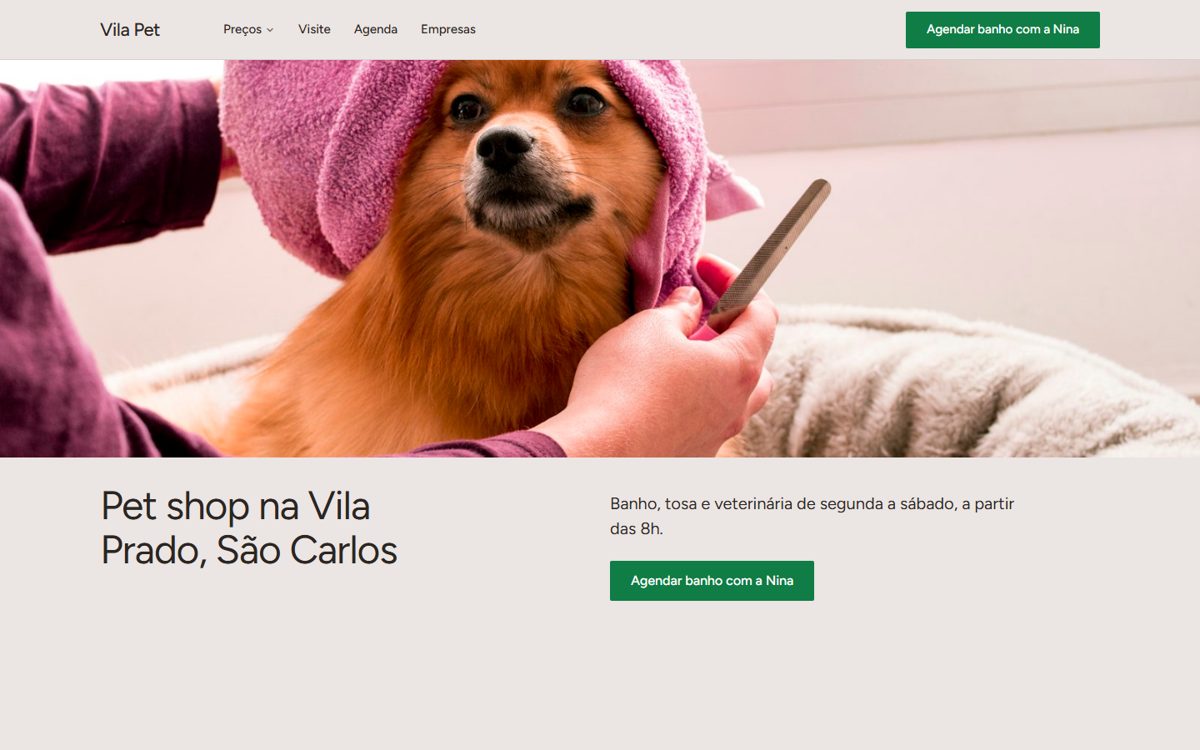 Vila Pet
Preços
Visite
Agenda
Empresas
Agendar banho com a Nina
Pet shop na Vila
Prado, São Carlos
Banho, tosa e veterinária de segunda a sábado, a partir
das 8h.
Agendar banho com a Nina